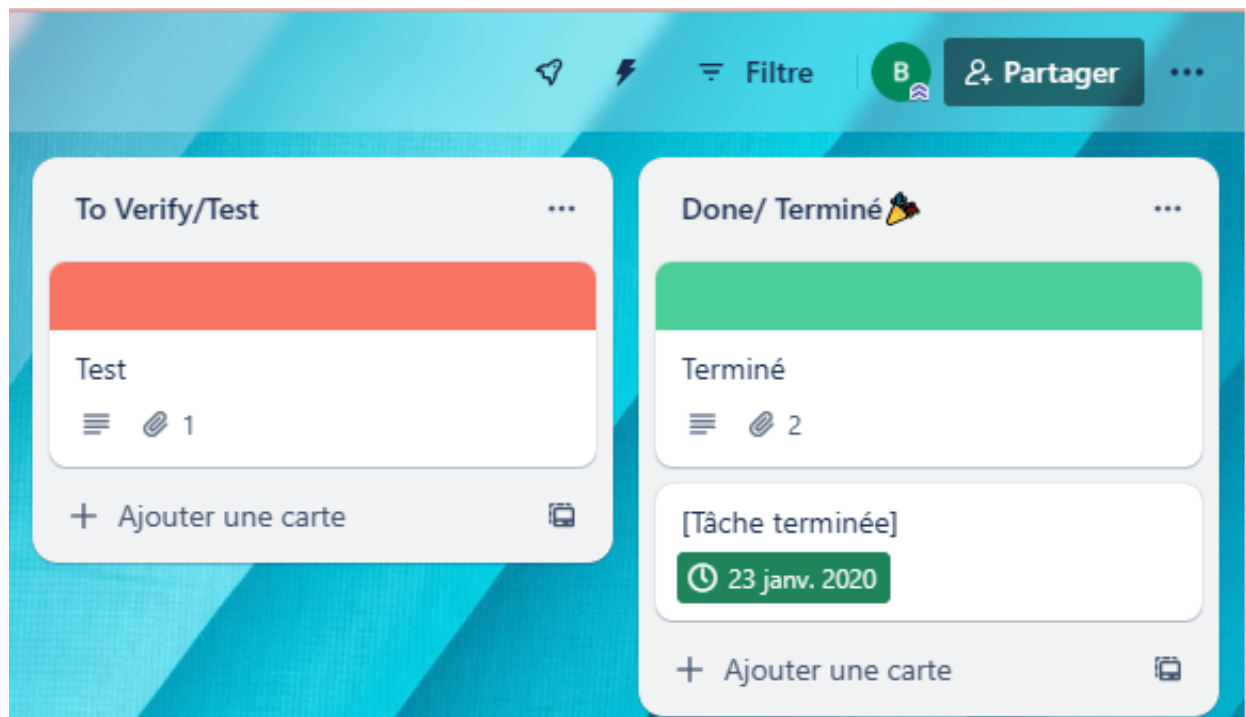 Filtre
B
Partager
To Verify/Test
Done/ Terminé🎉
Test
1
Terminé
2
Ajouter une carte
[Tâche terminée]
23 janv. 2020
Ajouter une carte